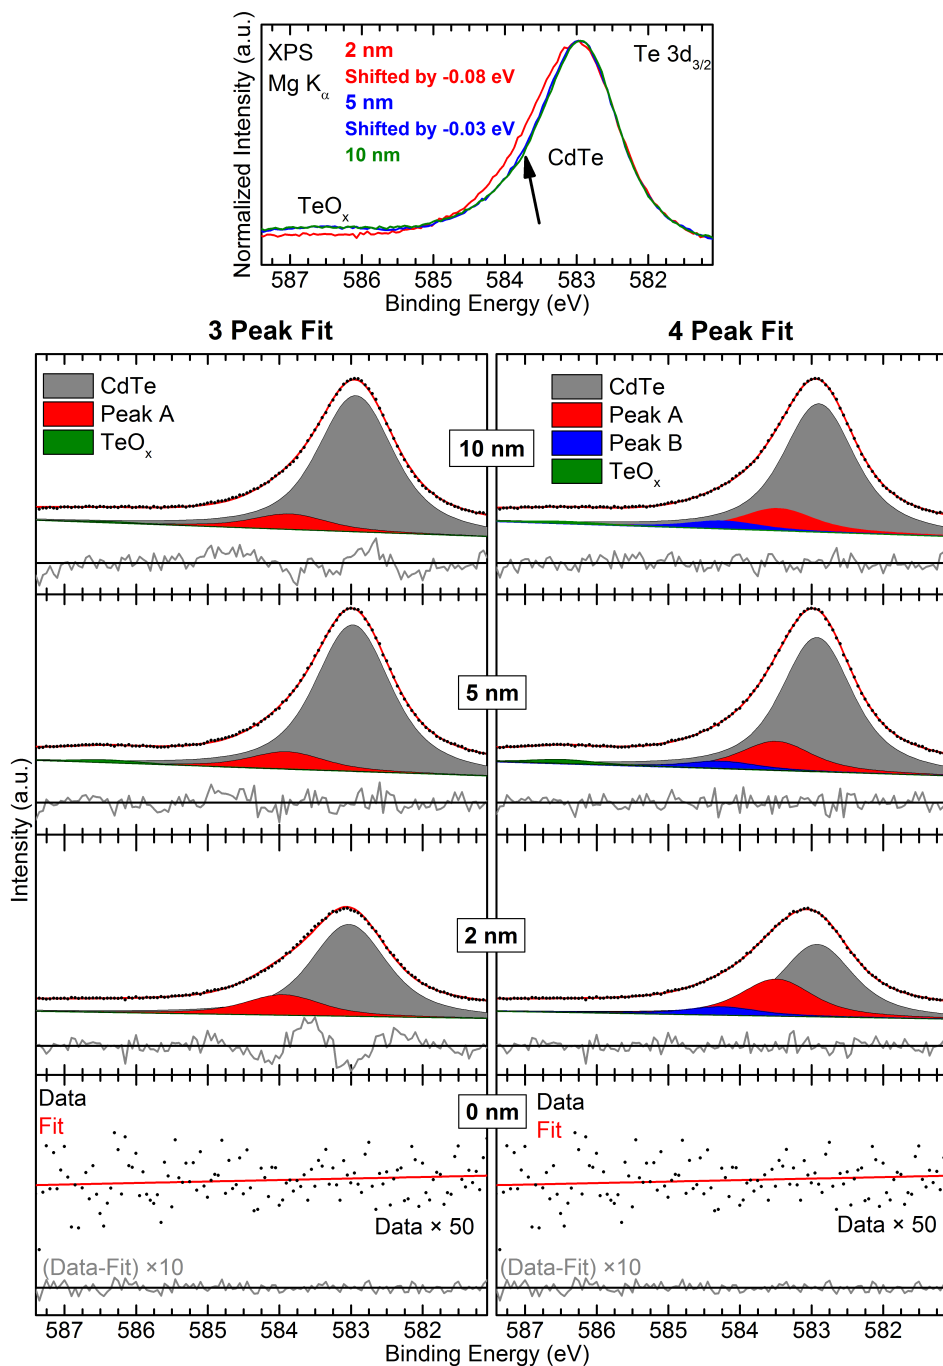 XPS
Mg Kα
2 nm
Shifted by -0.08 eV
5 nm
Shifted by -0.03 eV
10 nm
Te 3d3/2
CdTe
TeOx
Normalized Intensity (a.u.)
587 586 585 584 583 582
Binding Energy (eV)
3 Peak Fit
4 Peak Fit
CdTe
Peak A
TeOx
10 nm
CdTe
Peak A
Peak B
TeOx
5 nm
Intensity (a.u.)
2 nm
0 nm
Data
Fit
Data × 50
(Data-Fit) ×10
Data
Fit
Data × 50
(Data-Fit) ×10
587 586 585 584 583 582
587 586 585 584 583 582
Binding Energy (eV)